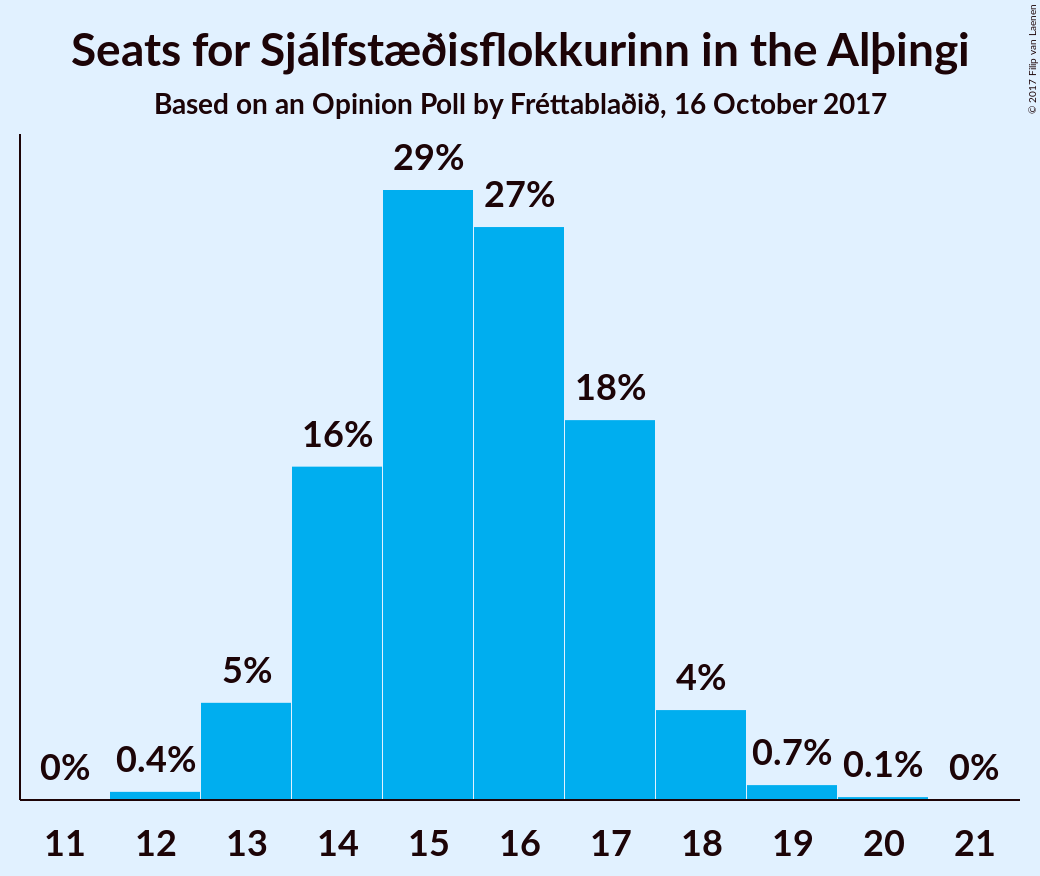 Seats for Sjálfstæðisflokkurinn in the Alþingi
Based on an Opinion Poll by Fréttablaðið, 16 October 2017
© 2017 Filip van Laenen
29%
27%
18%
16%
5%
4%
0%
0.4%
0.7%
0.1%
0%
11 12 13 14 15 16 17 18 19 20 21